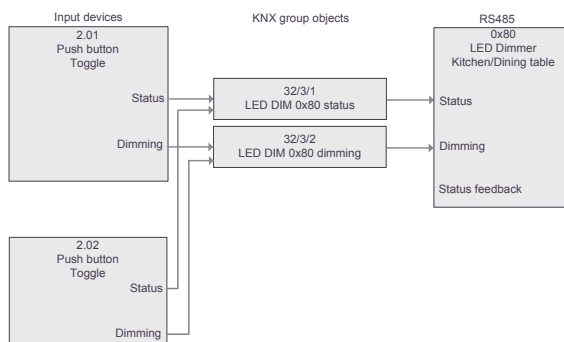 Input devices
KNX group objects
RS485
2.01
Push button
Toggle
Status
Dimming
32/3/1
LED DIM 0x80 status
32/3/2
LED DIM 0x80 dimming
0x80
LED Dimmer
Kitchen/Dining table
Status
Dimming
Status feedback
2.02
Push button
Toggle
Status
Dimming